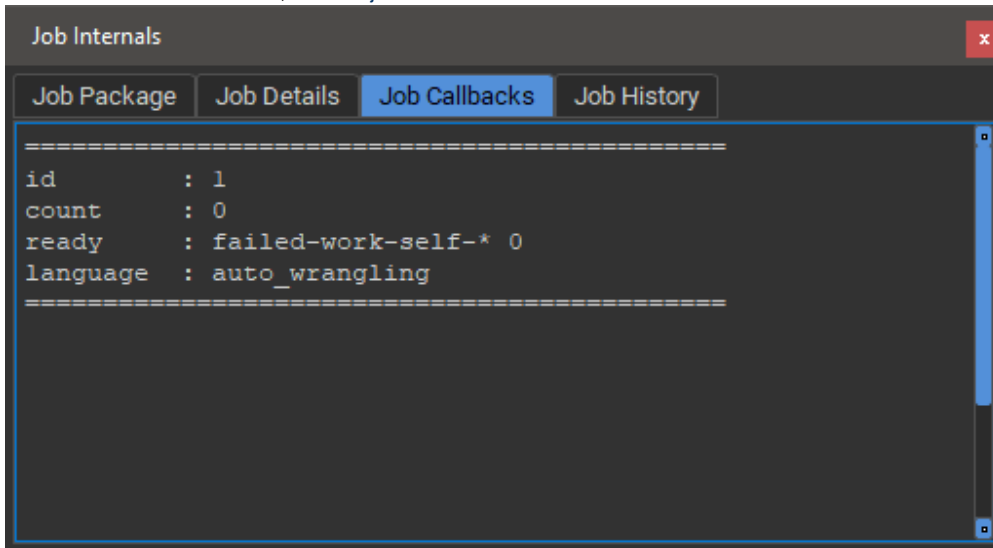 Job Internals
x
Job Package Job Details Job Callbacks Job History
=============================================
id : 1
count : 0
ready : failed-work-self-* 0
language : auto_wrangling
=============================================